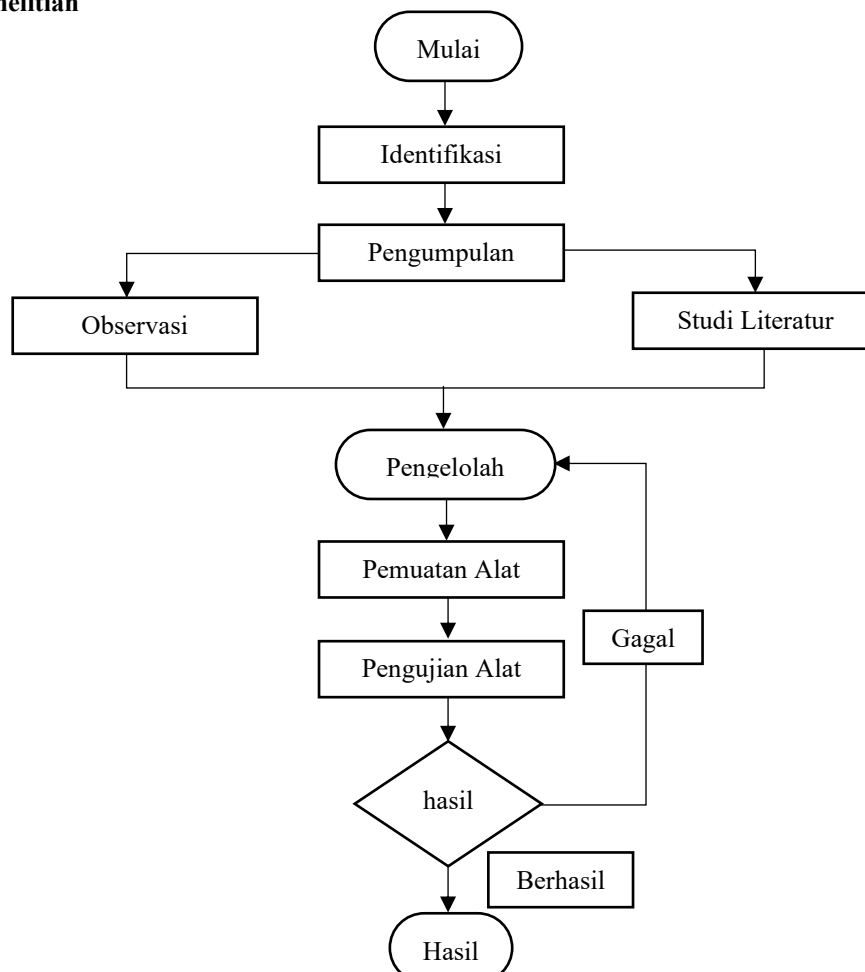 Mulai
Identifikasi
Pengumpulan
Observasi
Studi Literatur
Pengelolah
Pemuatan Alat
Gagal
Pengujian Alat
hasil
Berhasil
Hasil